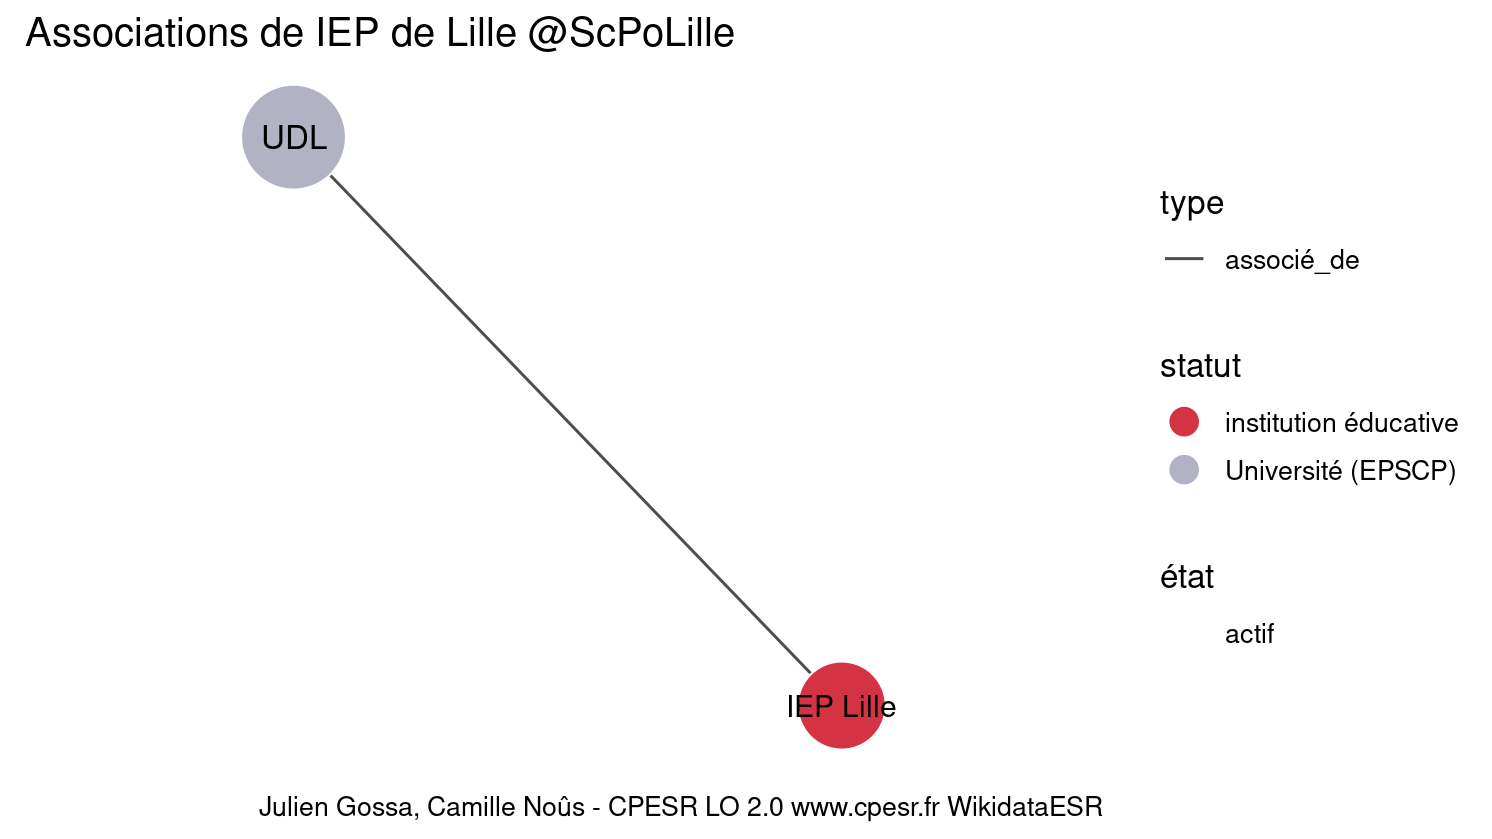 Associations de IEP de Lille @ScPoLille
UDL
IEP Lille
type
associé_de
statut
institution éducative
Université (EPSCP)
état
actif
Julien Gossa, Camille Noûs - CPESR LO 2.0 www.cpesr.fr WikidataESR